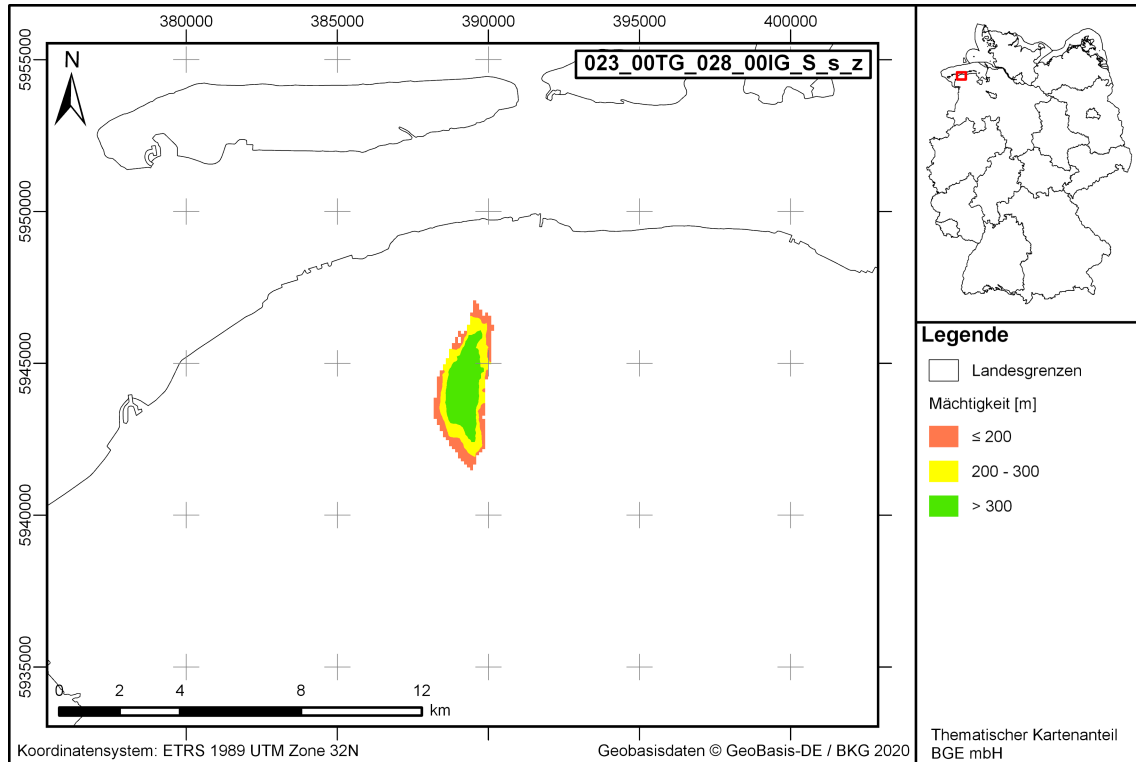 380000 385000 390000 395000 400000
023_00TG_028_00IG_S_s_z
N
5955000
5950000
5945000
5940000
5935000
0 2 4 8 12
km
Koordinatensystem: ETRS 1989 UTM Zone 32N
Geobasisdaten © GeoBasis-DE / BKG 2020
Legende
Landesgrenzen
Mächtigkeit [m]
≤ 200
200 - 300
> 300
Thematischer Kartenanteil
BGE mbH